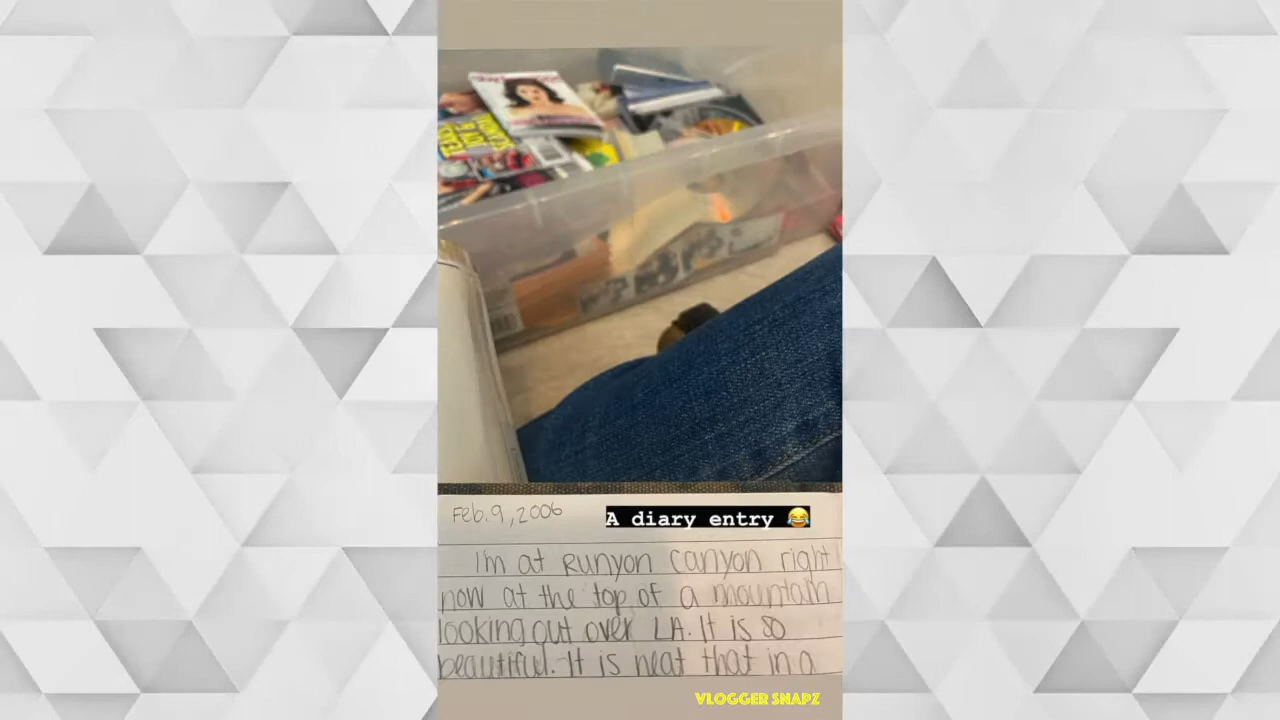 Feb. 9, 2006
A diary entry 😂
I'm at Runyon Canyon right
now at the top of a mountain
looking out over LA. It is so
beautiful. It is neat that in a
VLOGGER SNAPZ